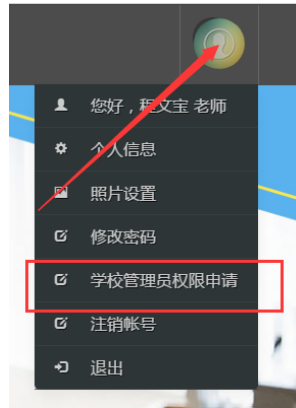 您好，程文宝 老师
个人信息
照片设置
修改密码
学校管理员权限申请
注销帐号
退出